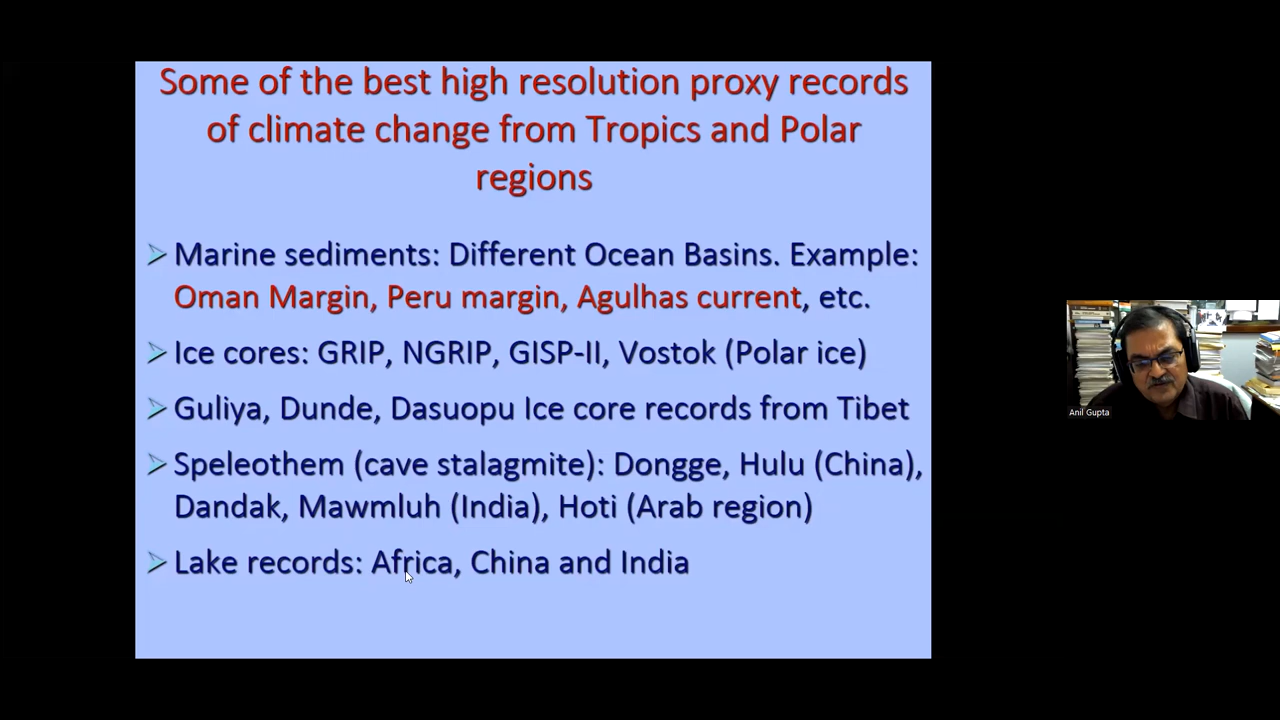 Some of the best high resolution proxy records
of climate change from Tropics and Polar
regions
Marine sediments: Different Ocean Basins. Example:
Oman Margin, Peru margin, Agulhas current, etc.
Ice cores: GRIP, NGRIP, GISP-II, Vostok (Polar ice)
Guliya, Dunde, Dasuopu Ice core records from Tibet
Speleothem (cave stalagmite): Dongge, Hulu (China),
Dandak, Mawmluh (India), Hoti (Arab region)
Lake records: Africa, China and India
Anil Gupta